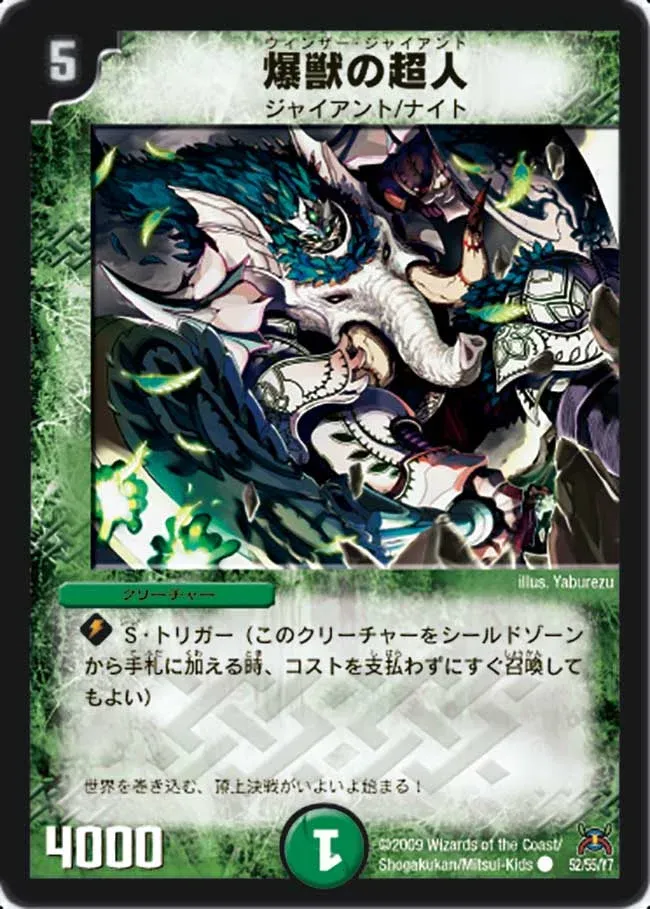 5
ウインザー・ジャイアント
爆獣の超人
ジャイアント/ナイト
illus. Yaburezu
クリーチャー
S・トリガー（このクリーチャーをシールドゾーン
から手札に加える時、コストを支払わずにすぐ召喚して
もよい）
世界を巻き込む、頂上決戦がいよいよ始まる！
4000
1
©2009 Wizards of the Coast/
Shogakukan/Mitsui-Kids
52/55/Y7